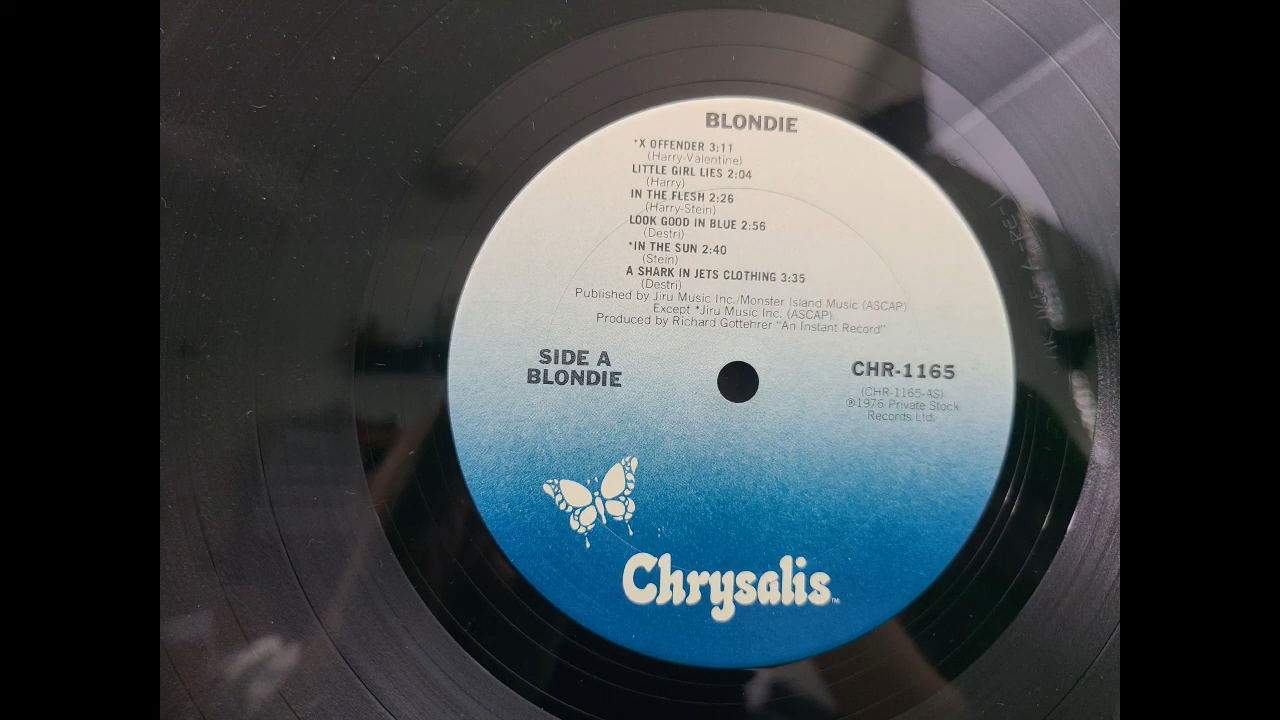 BLONDIE
*X OFFENDER 3:11
(Harry-Valentine)
LITTLE GIRL LIES 2:04
(Harry)
IN THE FLESH 2:26
(Harry-Stein)
LOOK GOOD IN BLUE 2:56
(Destri)
*IN THE SUN 2:40
(Stein)
A SHARK IN JETS CLOTHING 3:35
(Destri)
Published by Jiru Music Inc./Monster Island Music (ASCAP)
Except *Jiru Music Inc. (ASCAP)
Produced by Richard Gottehrer "An Instant Record"
SIDE A
BLONDIE
CHR-1165
(CHR-1165-AS)
℗1976 Private Stock
Records Ltd.
Chrysalis™